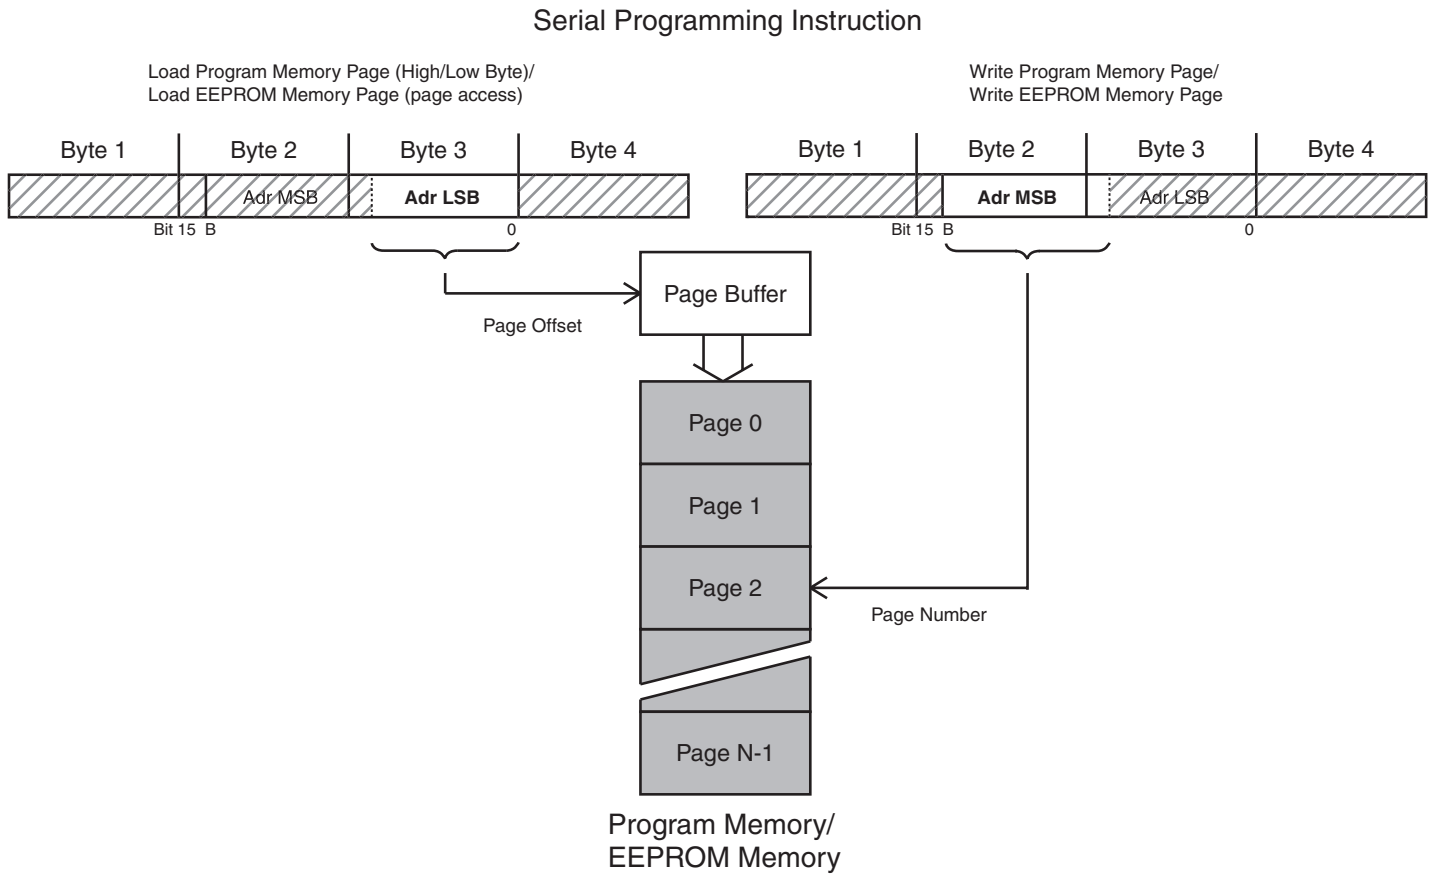 Serial Programming Instruction
Load Program Memory Page (High/Low Byte)/
Load EEPROM Memory Page (page access)
Write Program Memory Page/
Write EEPROM Memory Page
Byte 1 Byte 2 Byte 3 Byte 4
Adr MSB Adr LSB
Bit 15 B 0
Byte 1 Byte 2 Byte 3 Byte 4
Adr MSB Adr LSB
Bit 15 B 0
Page Buffer
Page Offset
Page 0
Page 1
Page 2
Page Number
Page N-1
Program Memory/
EEPROM Memory